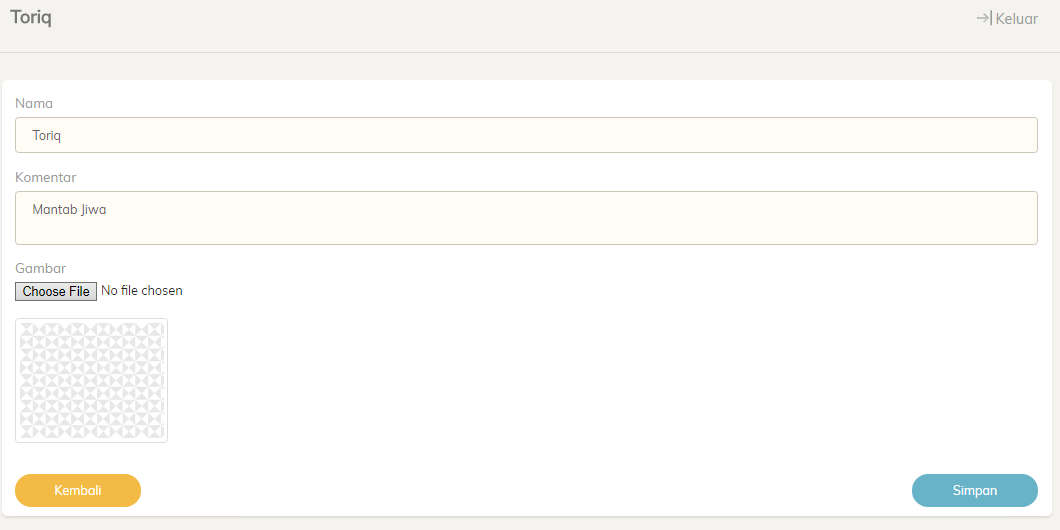 Toriq
Keluar
Nama
Toriq
Komentar
Mantab Jiwa
Gambar
Choose File No file chosen
Kembali
Simpan